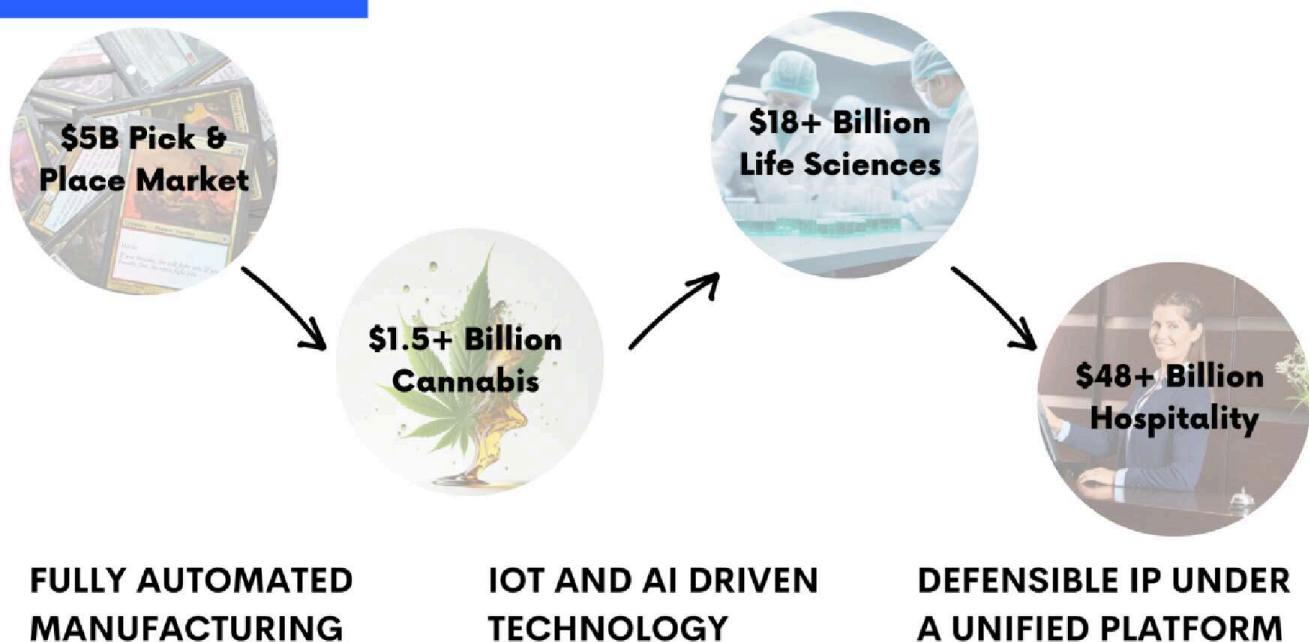 $5B Pick &
Place Market
$18+ Billion
Life Sciences
$1.5+ Billion
Cannabis
$48+ Billion
Hospitality
FULLY AUTOMATED
MANUFACTURING
IOT AND AI DRIVEN
TECHNOLOGY
DEFENSIBLE IP UNDER
A UNIFIED PLATFORM